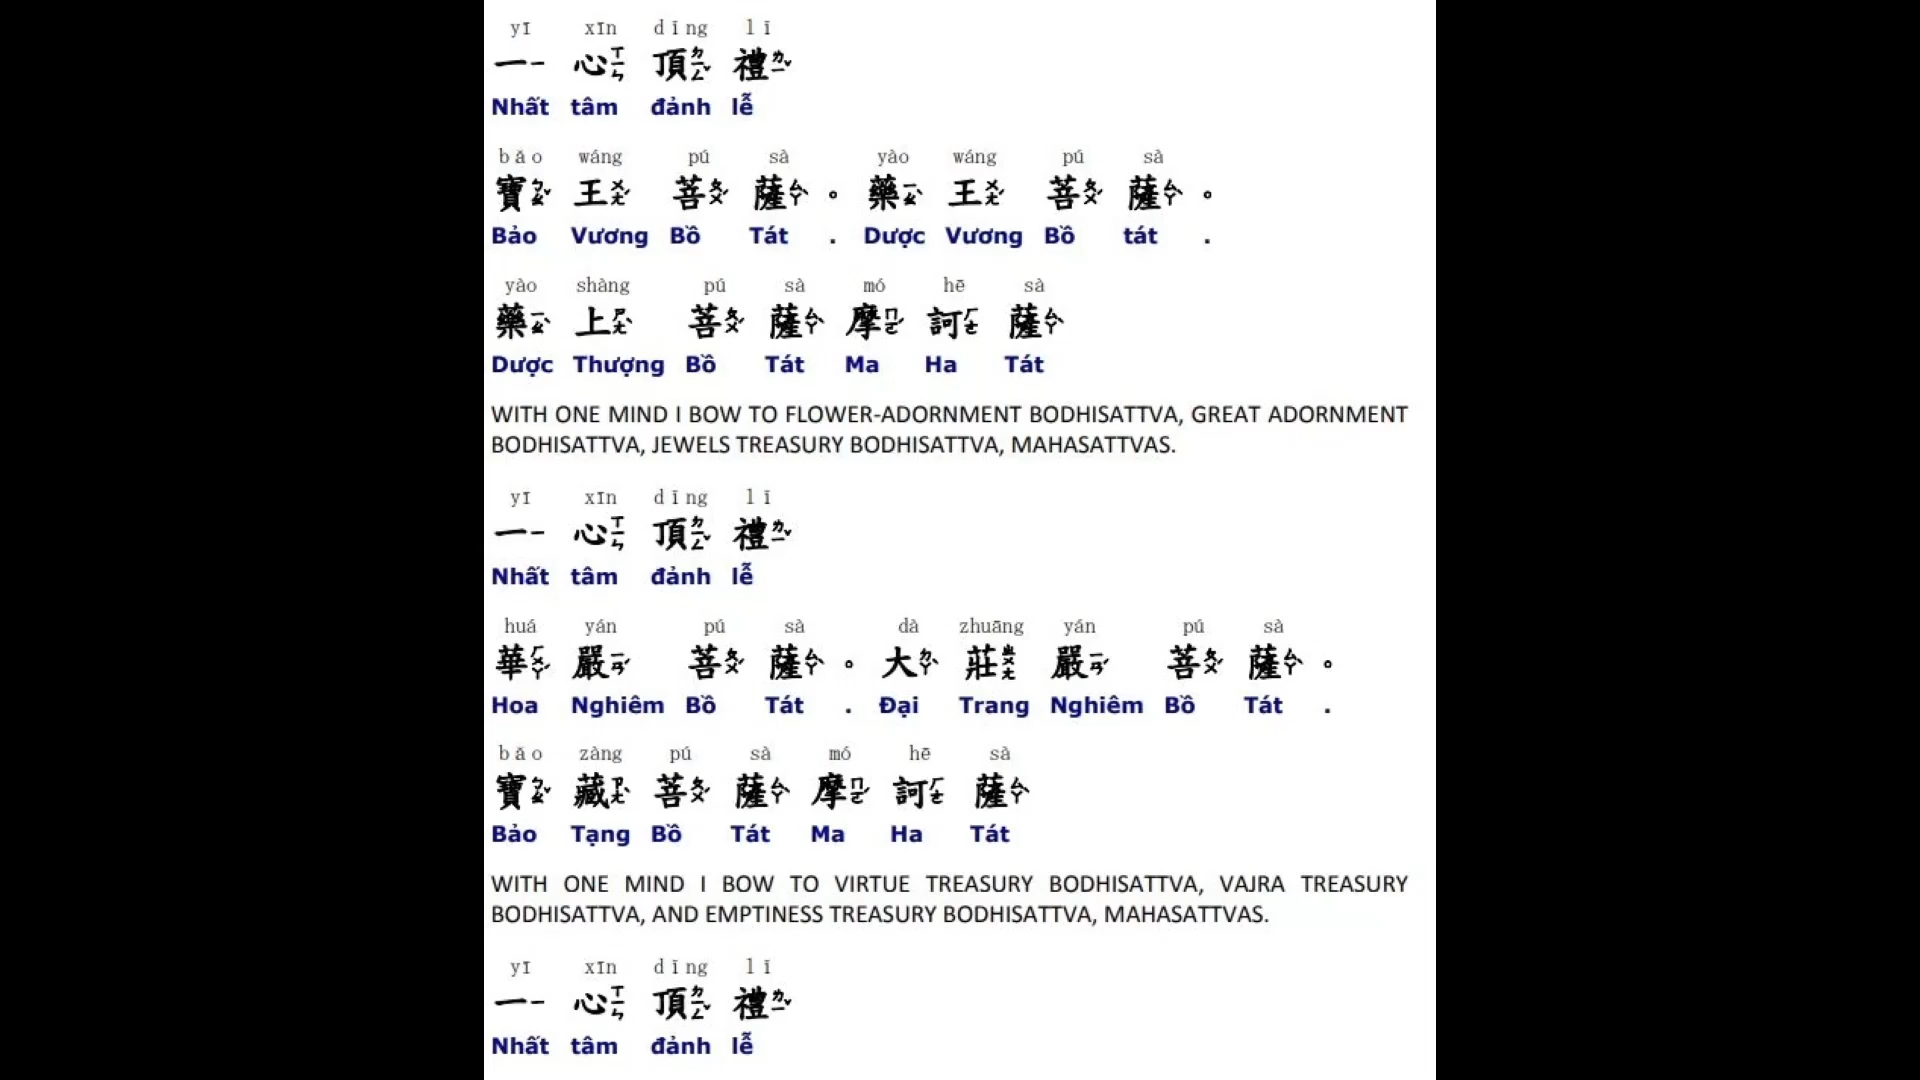 yī xīn dǐng lǐ
一 心 頂 禮
Nhất tâm đảnh lễ
bǎo wáng pú sà yào wáng pú sà
寶 王 菩 薩 。 藥 王 菩 薩 。
Bảo Vương Bồ Tát . Dược Vương Bồ tát .
yào shàng pú sà mó hē sà
藥 上 菩 薩 摩 訶 薩
Dược Thượng Bồ Tát Ma Ha Tát
WITH ONE MIND I BOW TO FLOWER-ADORNMENT BODHISATTVA, GREAT ADORNMENT
BODHISATTVA, JEWELS TREASURY BODHISATTVA, MAHASATTVAS.
yī xīn dǐng lǐ
一 心 頂 禮
Nhất tâm đảnh lễ
huá yán pú sà dà zhuāng yán pú sà
華 嚴 菩 薩 。 大 莊 嚴 菩 薩 。
Hoa Nghiêm Bồ Tát . Đại Trang Nghiêm Bồ Tát .
bǎo zàng pú sà mó hē sà
寶 藏 菩 薩 摩 訶 薩
Bảo Tạng Bồ Tát Ma Ha Tát
WITH ONE MIND I BOW TO VIRTUE TREASURY BODHISATTVA, VAJRA TREASURY
BODHISATTVA, AND EMPTINESS TREASURY BODHISATTVA, MAHASATTVAS.
yī xīn dǐng lǐ
一 心 頂 禮
Nhất tâm đảnh lễ